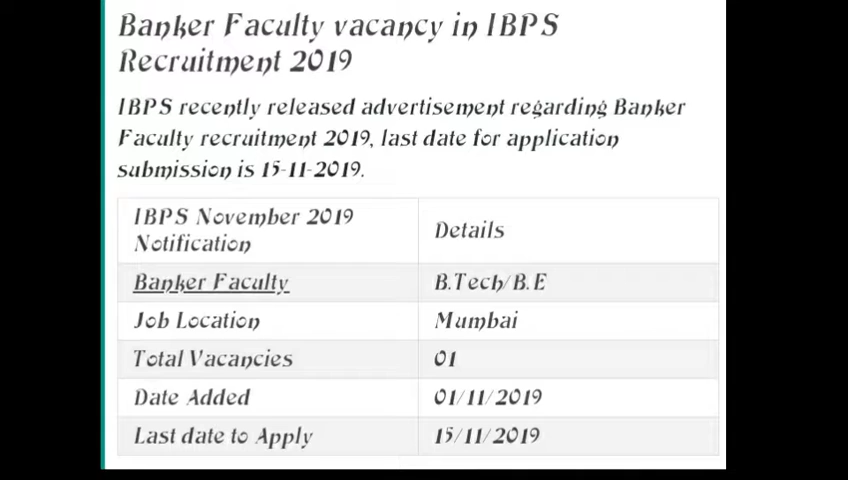 Banker Faculty vacancy in IBPS
Recruitment 2019
IBPS recently released advertisement regarding Banker
Faculty recruitment 2019, last date for application
submission is 15-11-2019.
IBPS November 2019
Notification
Details
Banker Faculty B.Tech/B.E
Job Location Mumbai
Total Vacancies 01
Date Added 01/11/2019
Last date to Apply 15/11/2019